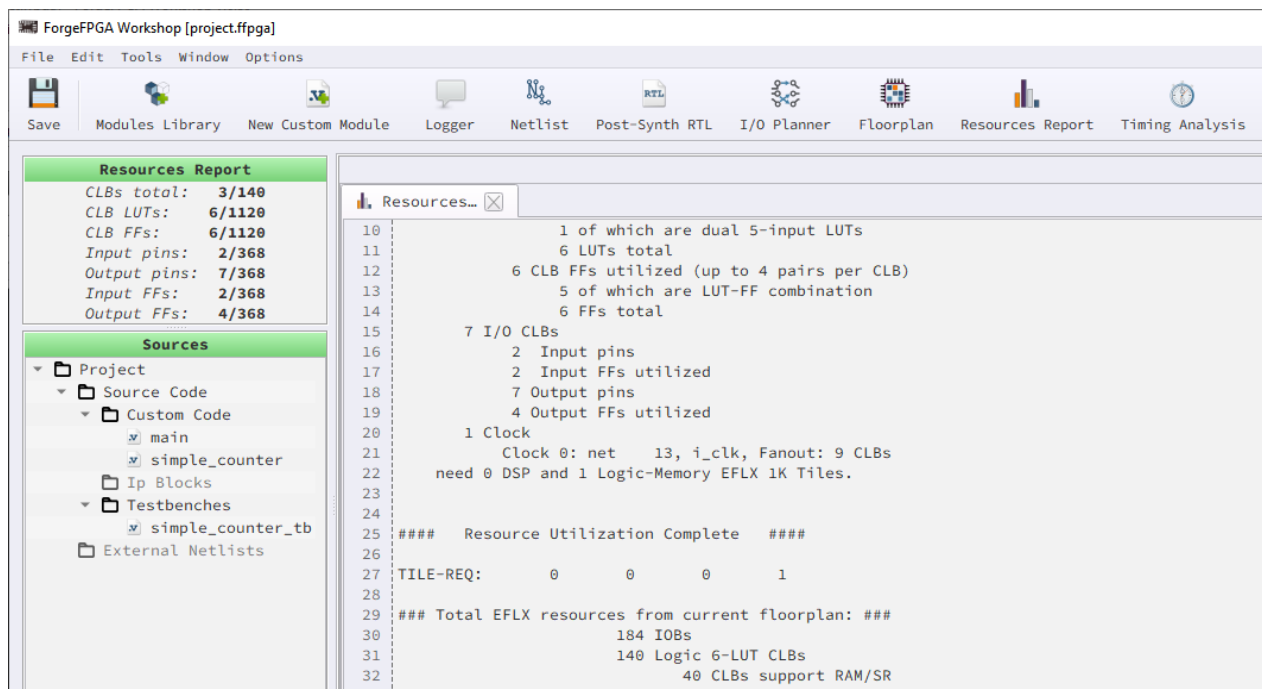 ForgeFPGA Workshop [project.ffpga]
File Edit Tools Window Options
Save Modules Library New Custom Module Logger Netlist Post-Synth RTL I/O Planner Floorplan Resources Report Timing Analysis
Resources Report
CLBs total: 3/140
CLB LUTs: 6/1120
CLB FFs: 6/1120
Input pins: 2/368
Output pins: 7/368
Input FFs: 2/368
Output FFs: 4/368
Sources
Project
Source Code
Custom Code
main
simple_counter
Ip Blocks
Testbenches
simple_counter_tb
External Netlists
Resources…
10 1 of which are dual 5-input LUTs
11 6 LUTs total
12 6 CLB FFs utilized (up to 4 pairs per CLB)
13 5 of which are LUT-FF combination
14 6 FFs total
15 7 I/O CLBs
16 2 Input pins
17 2 Input FFs utilized
18 7 Output pins
19 4 Output FFs utilized
20 1 Clock
21 Clock 0: net 13, i_clk, Fanout: 9 CLBs
22 need 0 DSP and 1 Logic-Memory EFLX 1K Tiles.
23
24
25 #### Resource Utilization Complete ####
26
27 TILE-REQ: 0 0 0 1
28
29 ### Total EFLX resources from current floorplan: ###
30 184 IOBs
31 140 Logic 6-LUT CLBs
32 40 CLBs support RAM/SR